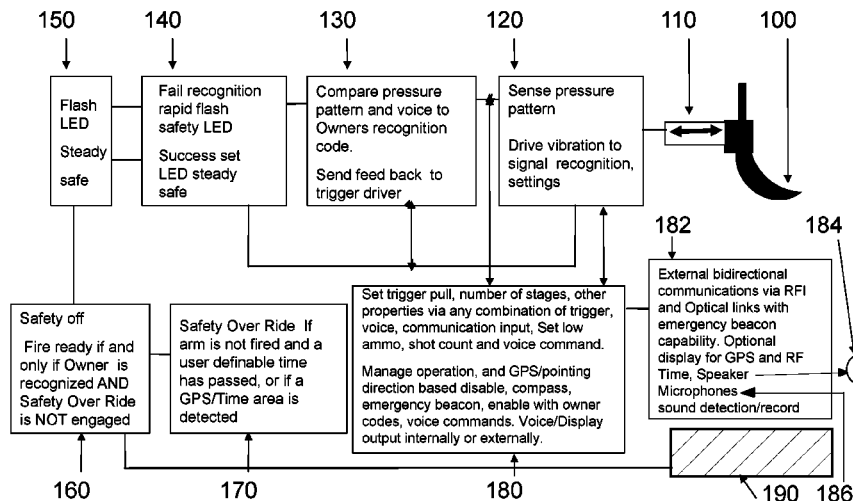 150
140
130
120
110
100
Flash
LED
Steady
safe
Fail recognition
rapid flash
safety LED
Success set
LED steady
safe
Compare pressure
pattern and voice to
Owners recognition
code.
Send feed back to
trigger driver
Sense pressure
pattern
Drive vibration to
signal recognition,
settings
182
184
Safety off
Fire ready if and
only if Owner is
recognized AND
Safety Over Ride
is NOT engaged
Safety Over Ride If
arm is not fired and a
user definable time
has passed, or if a
GPS/Time area is
detected
Set trigger pull, number of stages, other
properties via any combination of trigger,
voice, communication input, Set low
ammo, shot count and voice command.
Manage operation, and GPS/pointing
direction based disable, compass,
emergency beacon, enable with owner
codes, voice commands. Voice/Display
output internally or externally.
External bidirectional
communications via RFI
and Optical links with
emergency beacon
capability. Optional
display for GPS and RF
Time, Speaker
Microphones
sound detection/record
160
170
180
190
186